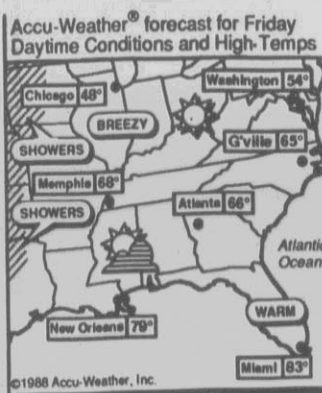 Accu-Weather® forecast for Friday
Daytime Conditions and High-Temps
Washington 54°
Chicago 48°
BREEZY
G'ville 65°
SHOWERS
Memphis 68°
Atlanta 66°
SHOWERS
Atlantic
Ocean
WARM
New Orleans 79°
Miami 83°
©1988 Accu-Weather, Inc.